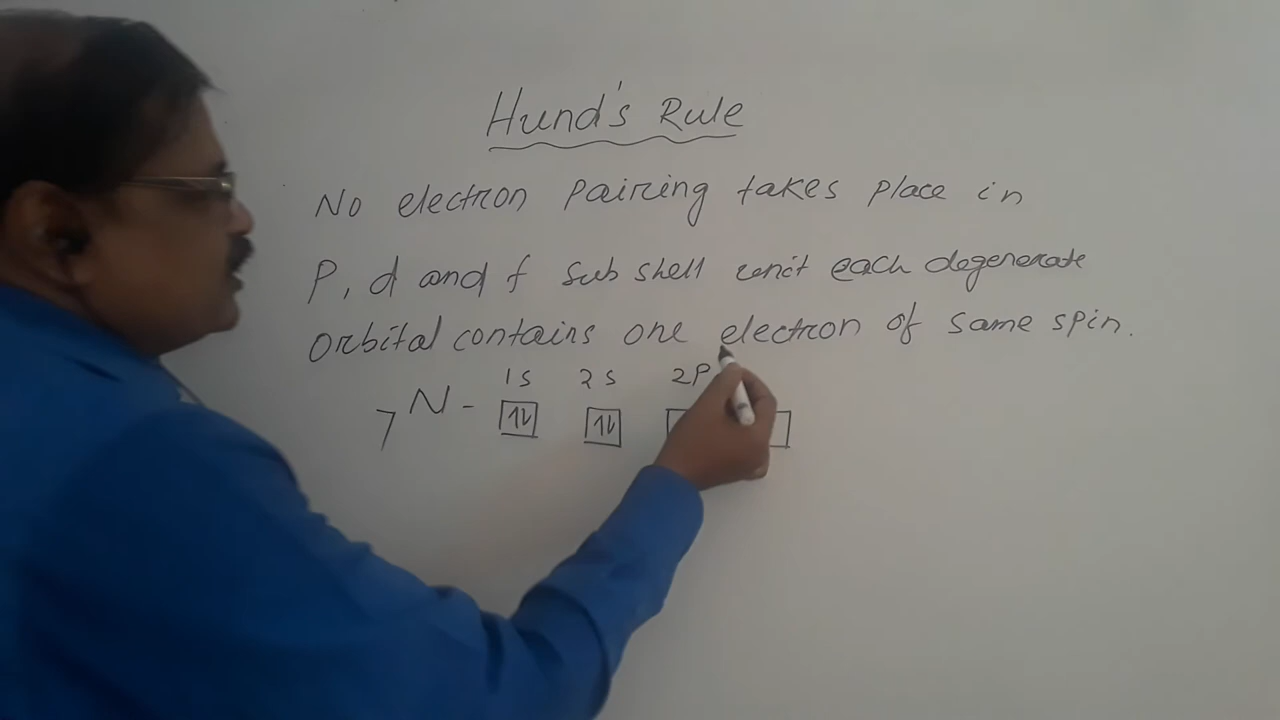 Hund's Rule
No electron pairing takes place in
P, d and f sub shell until each degenerate
orbital contains one electron of same spin.
1s 2s 2P
7N - ↿⇂ ↿⇂